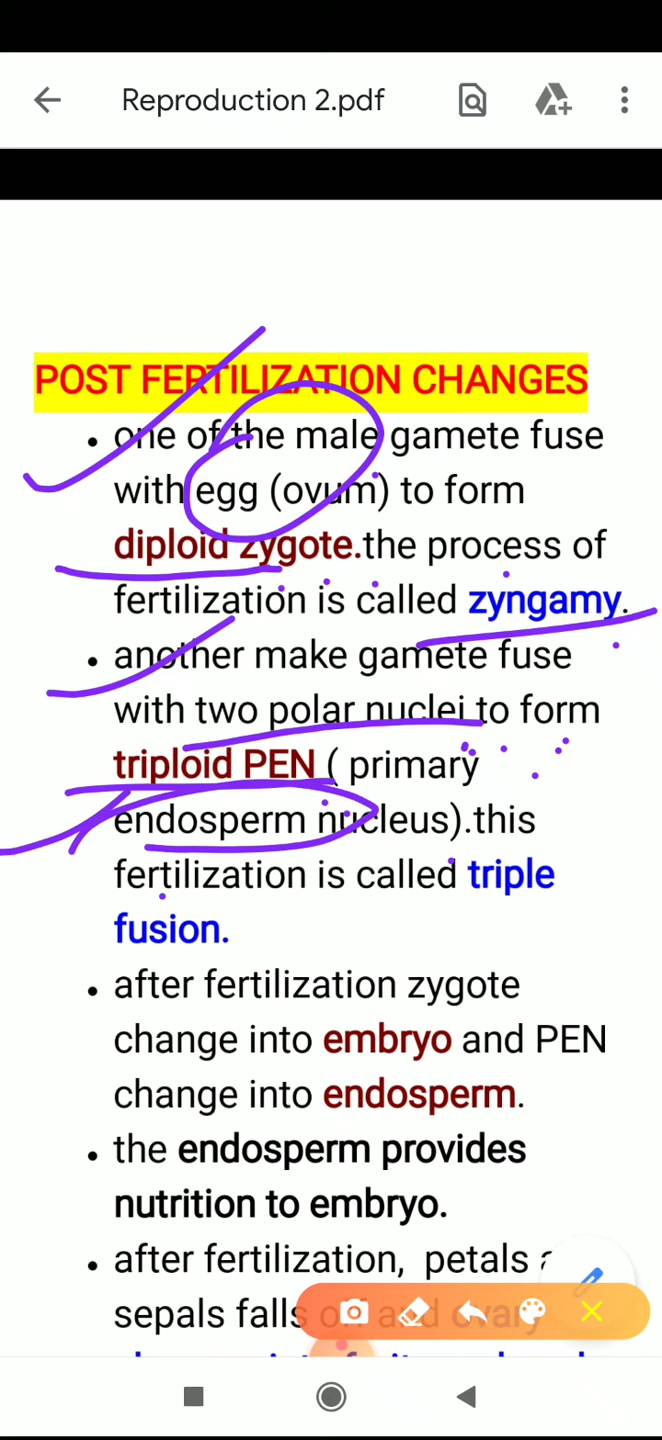 Reproduction 2.pdf
POST FERTILIZATION CHANGES
• one of the male gamete fuse
with egg (ovum) to form
diploid zygote.the process of
fertilization is called zyngamy.
• another make gamete fuse
with two polar nuclei to form
triploid PEN ( primary
endosperm nucleus).this
fertilization is called triple
fusion.
• after fertilization zygote
change into embryo and PEN
change into endosperm.
• the endosperm provides
nutrition to embryo.
• after fertilization, petals
sepals falls off and ovary